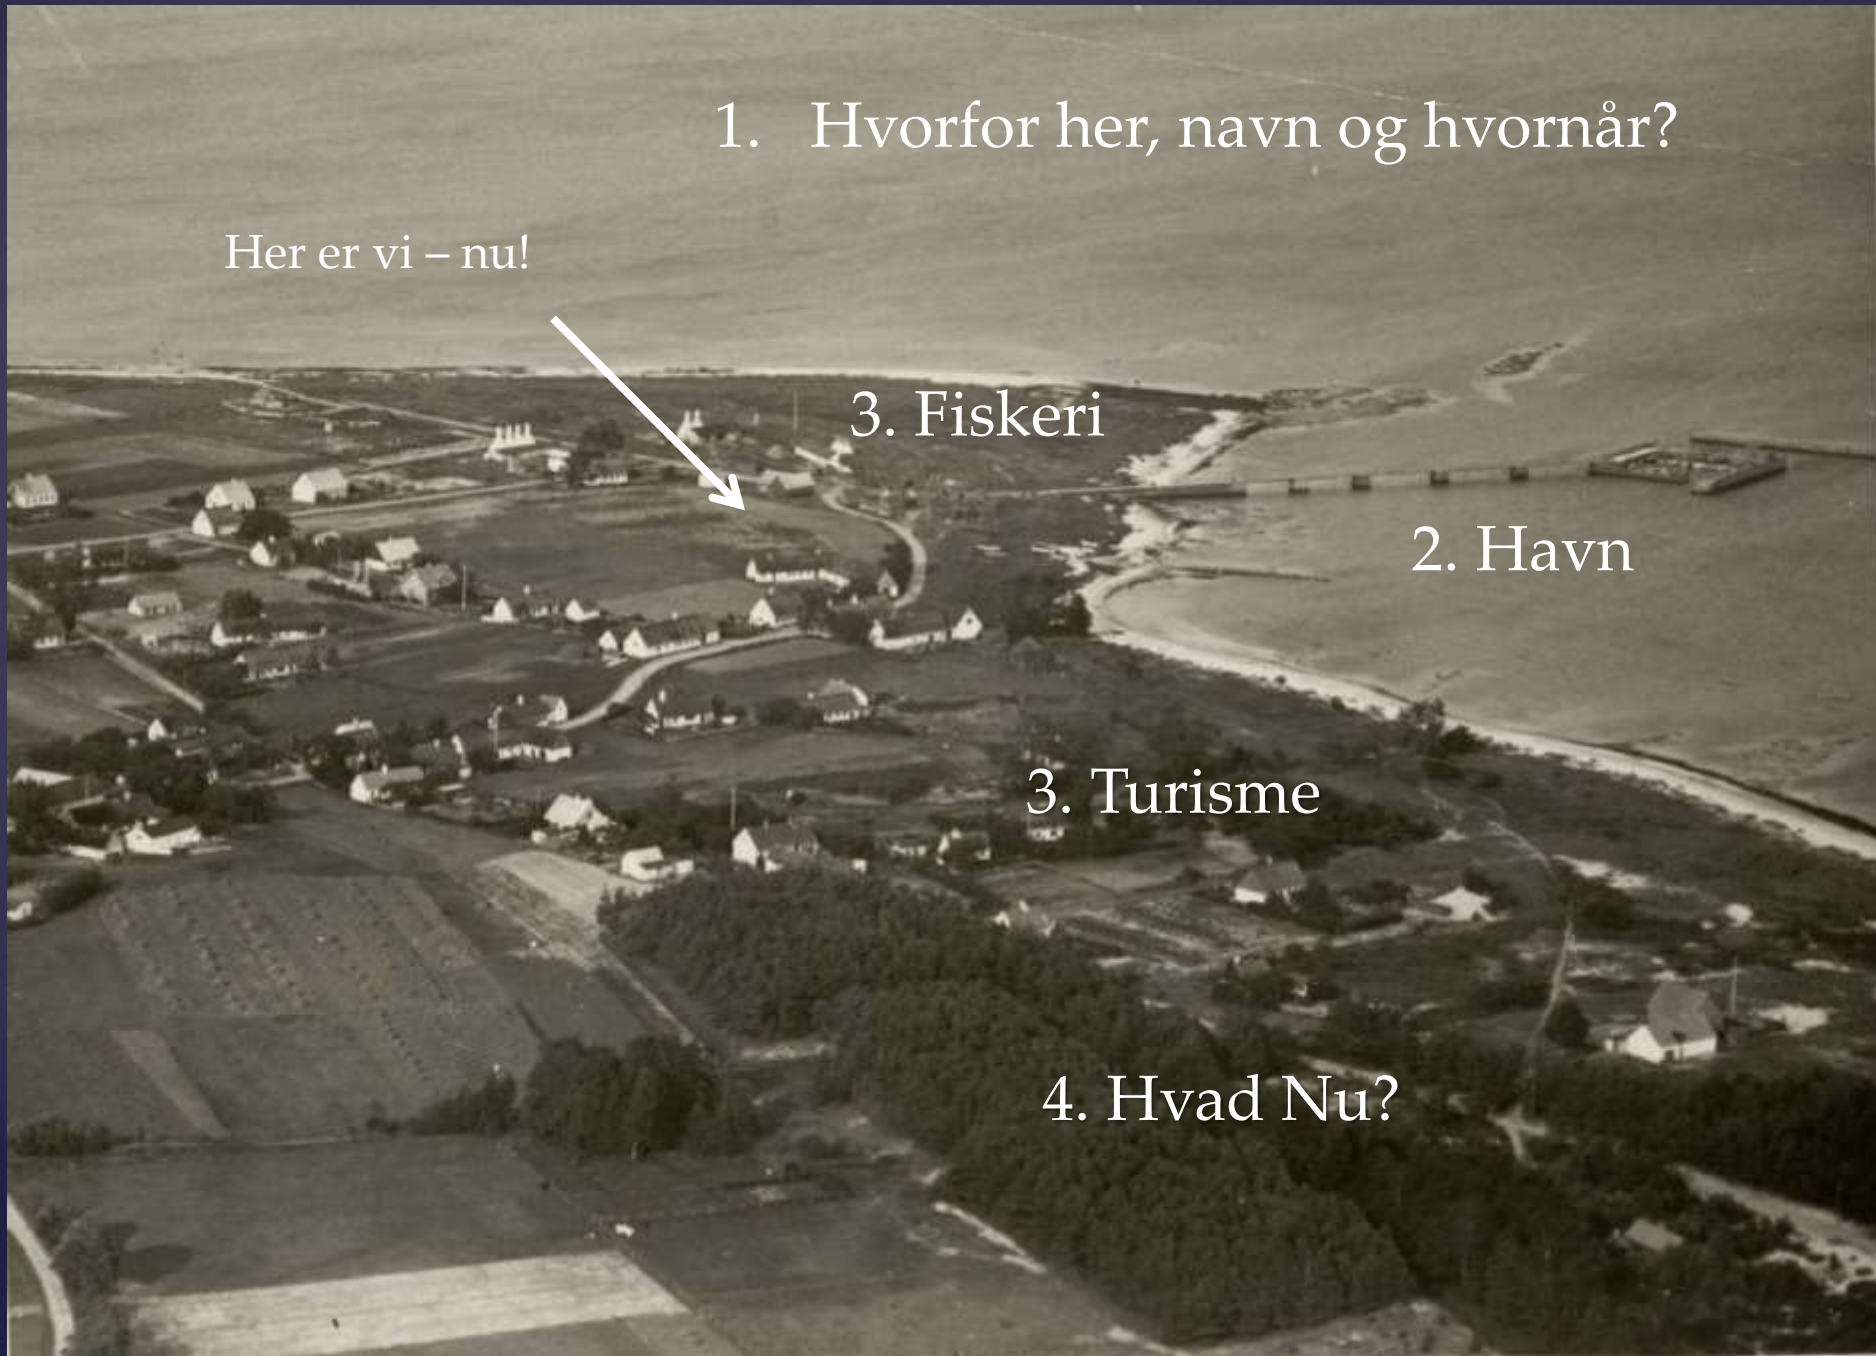 1. Hvorfor her, navn og hvornår?
Her er vi – nu!
3. Fiskeri
2. Havn
3. Turisme
4. Hvad Nu?